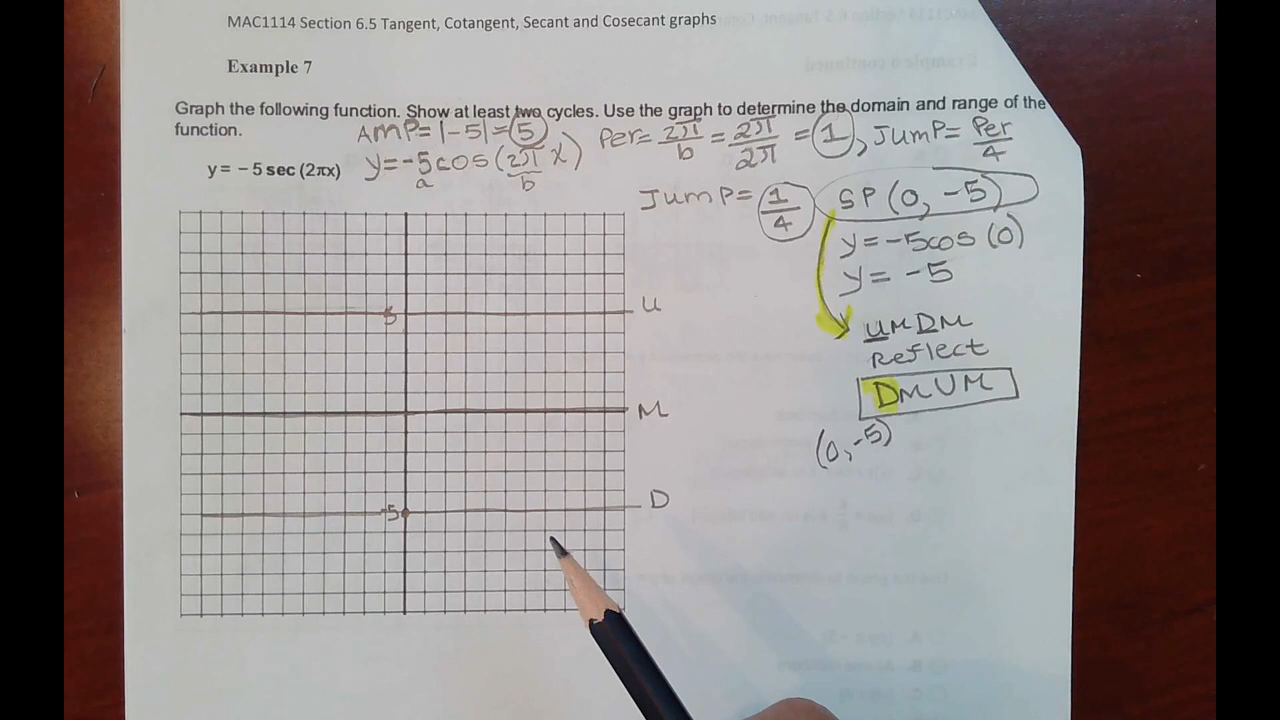 MAC1114 Section 6.5 Tangent, Cotangent, Secant and Cosecant graphs
Example 7
Graph the following function. Show at least two cycles. Use the graph to determine the domain and range of the
function.
AMP= |-5| = 5
Per= 2π/b = 2π/2π = 1, Jump= Per/4
y = -5 sec (2πx)
y=-5cos(2πx)
a
b
Jump= 1/4
SP (0, -5)
y=-5cos(0)
y= -5
UMDM
Reflect
DMUM
(0,-5)
5
U
M
-5
D